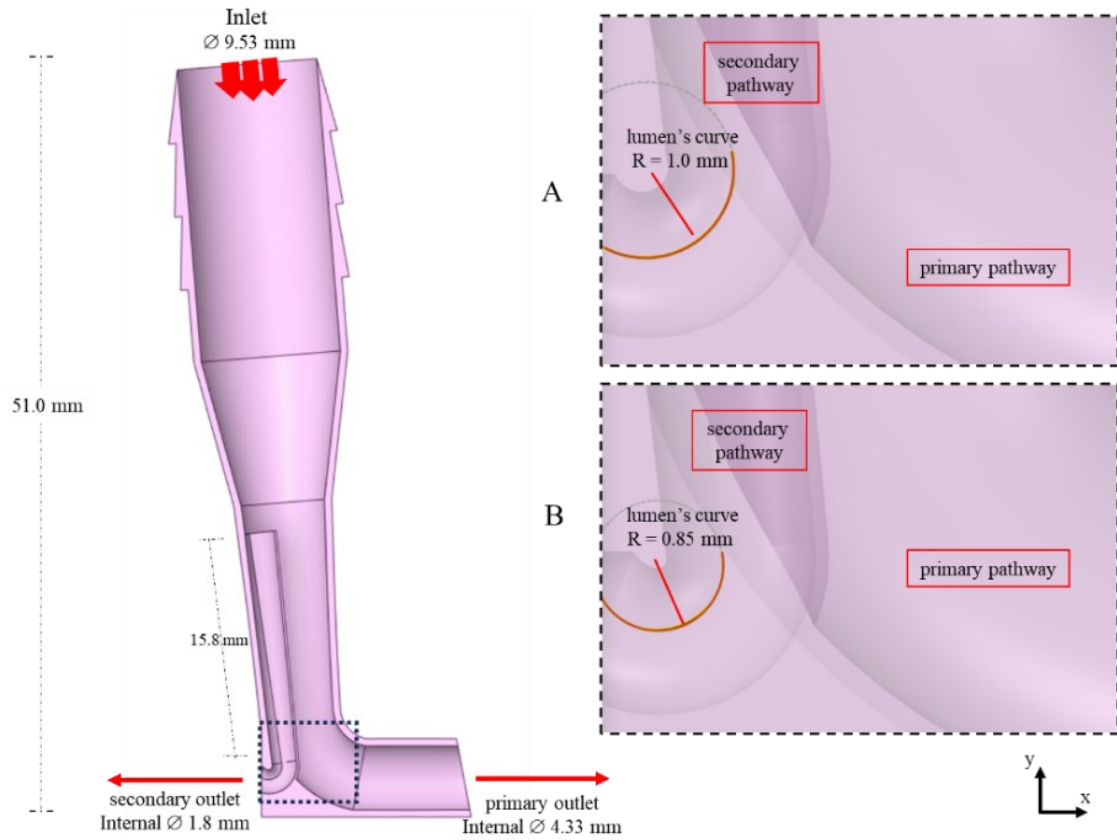 Inlet
∅ 9.53 mm
51.0 mm
15.8 mm
secondary outlet
Internal ∅ 1.8 mm
primary outlet
Internal ∅ 4.33 mm
A
secondary
pathway
lumen's curve
R = 1.0 mm
primary pathway
B
secondary
pathway
lumen's curve
R = 0.85 mm
primary pathway
y
x